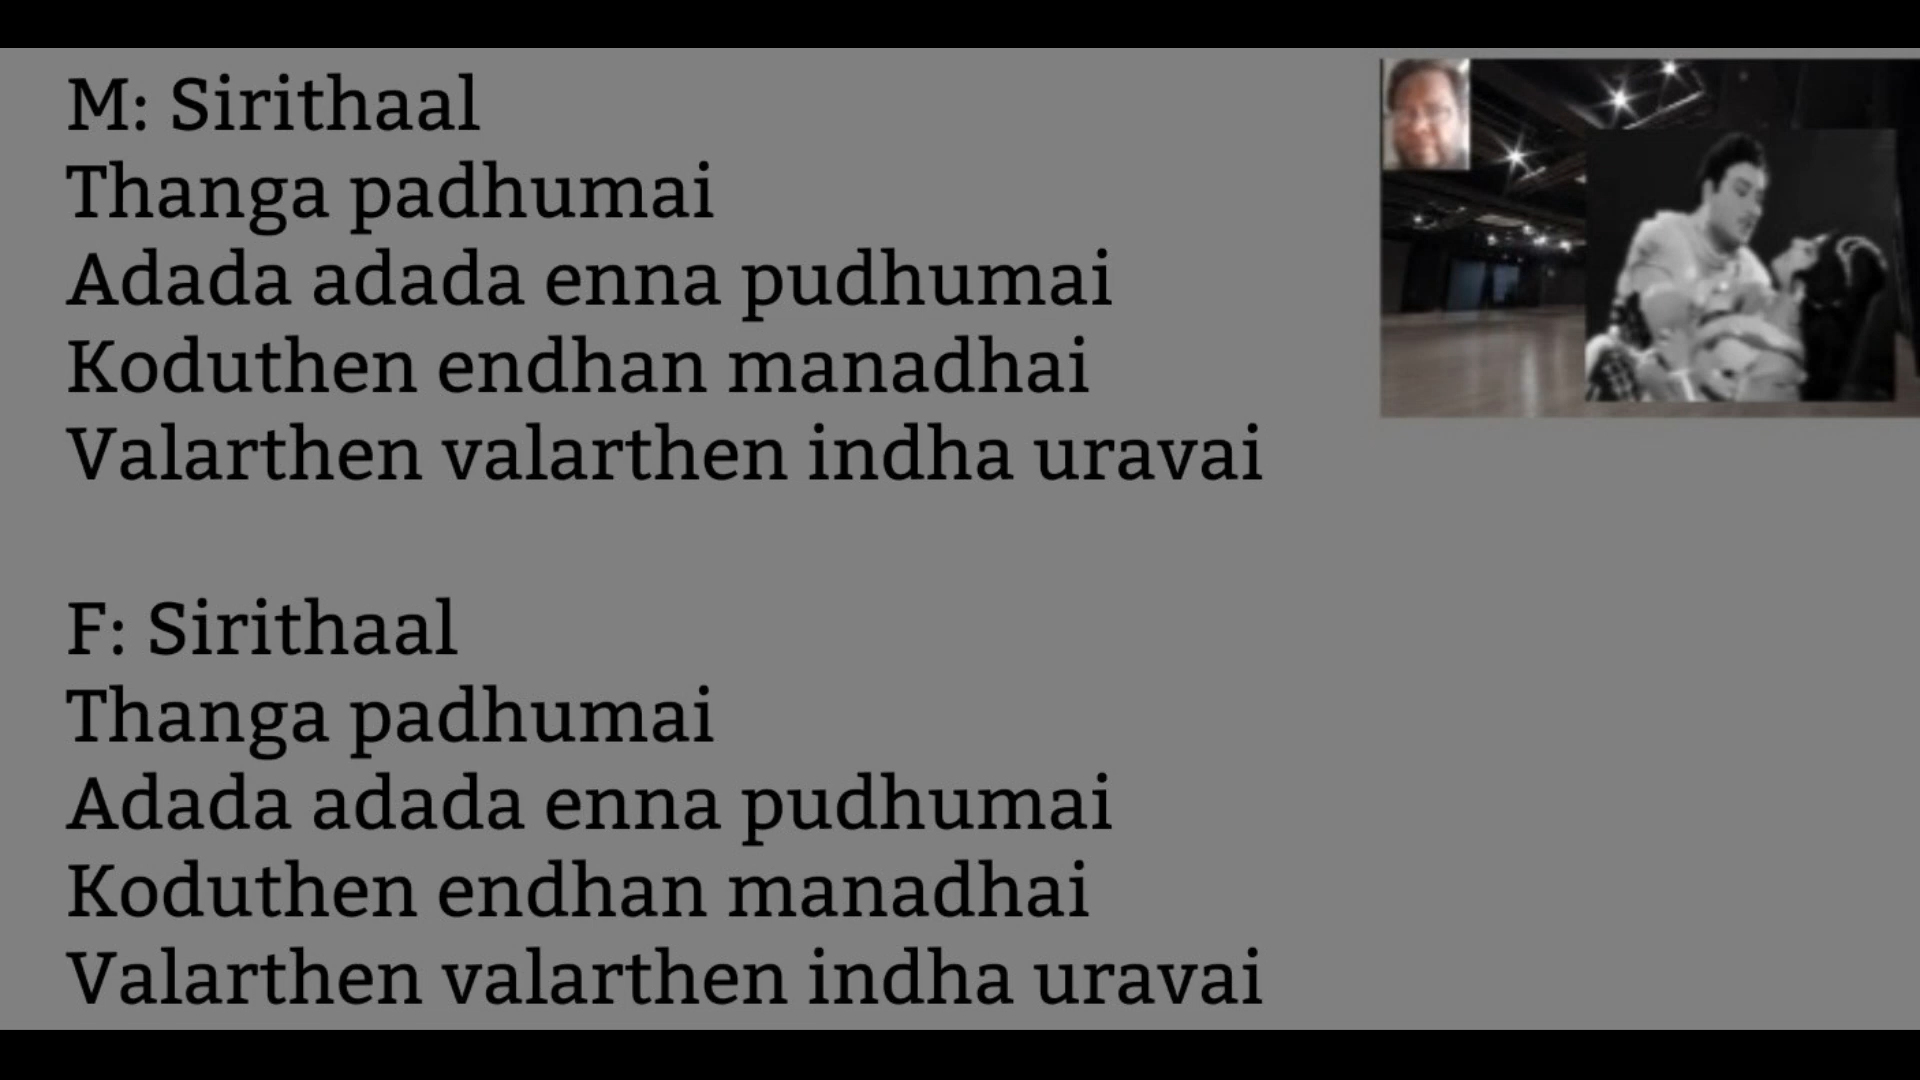 M: Sirithaal
Thanga padhumai
Adada adada enna pudhumai
Koduthen endhan manadhai
Valarthen valarthen indha uravai
F: Sirithaal
Thanga padhumai
Adada adada enna pudhumai
Koduthen endhan manadhai
Valarthen valarthen indha uravai